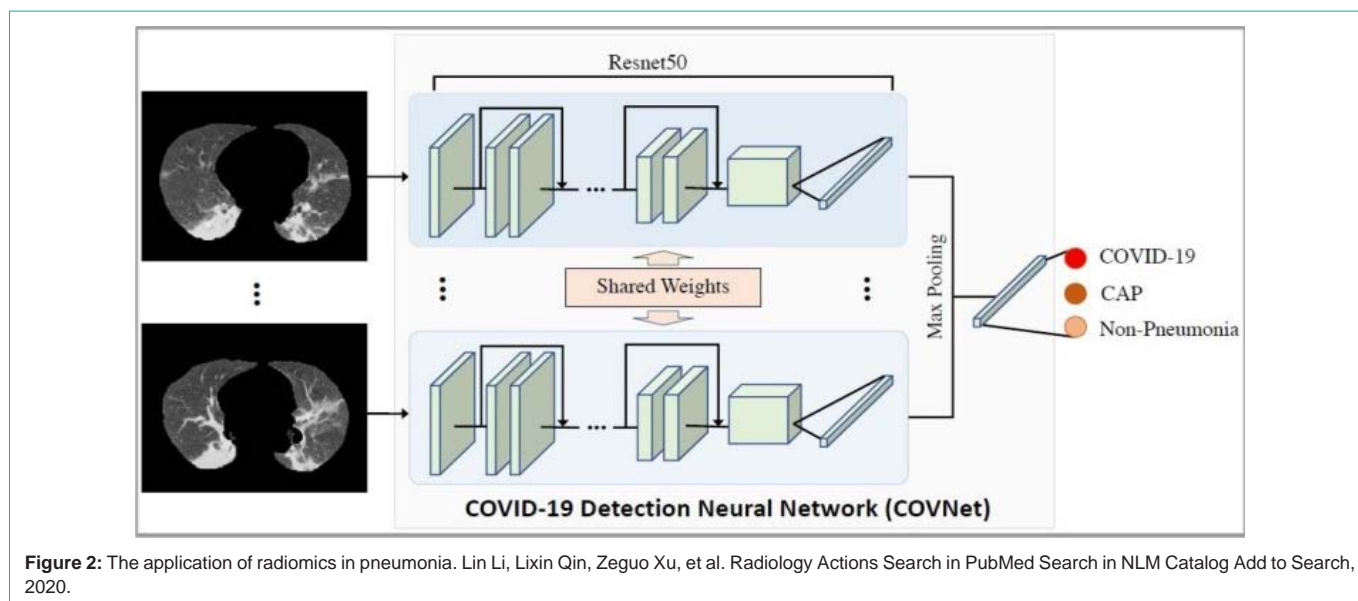 Resnet50
Shared Weights
Max Pooling
COVID-19
CAP
Non-Pneumonia
COVID-19 Detection Neural Network (COVNet)
Figure 2: The application of radiomics in pneumonia. Lin Li, Lixin Qin, Zeguo Xu, et al. Radiology Actions Search in PubMed Search in NLM Catalog Add to Search,
2020.